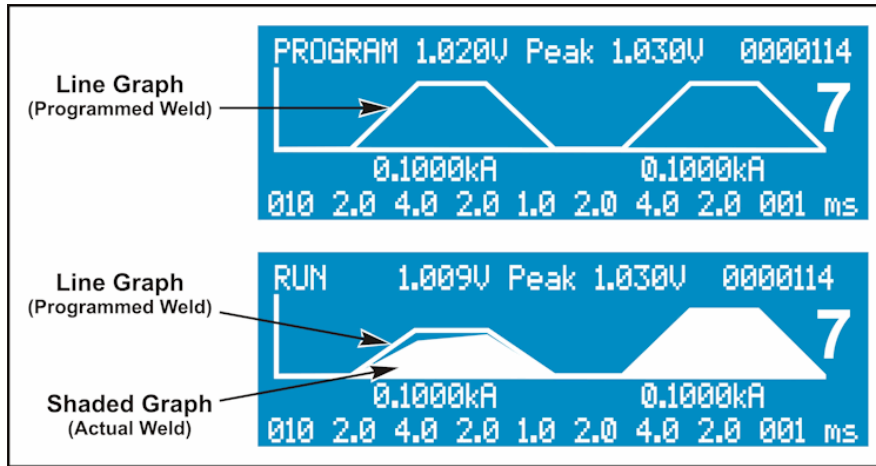 PROGRAM 1.020V Peak 1.030V 0000114
Line Graph
(Programmed Weld)
7
0.1000kA 0.1000kA
010 2.0 4.0 2.0 1.0 2.0 4.0 2.0 001 ms
RUN 1.009V Peak 1.030V 0000114
Line Graph
(Programmed Weld)
7
Shaded Graph
(Actual Weld)
0.1000kA 0.1000kA
010 2.0 4.0 2.0 1.0 2.0 4.0 2.0 001 ms